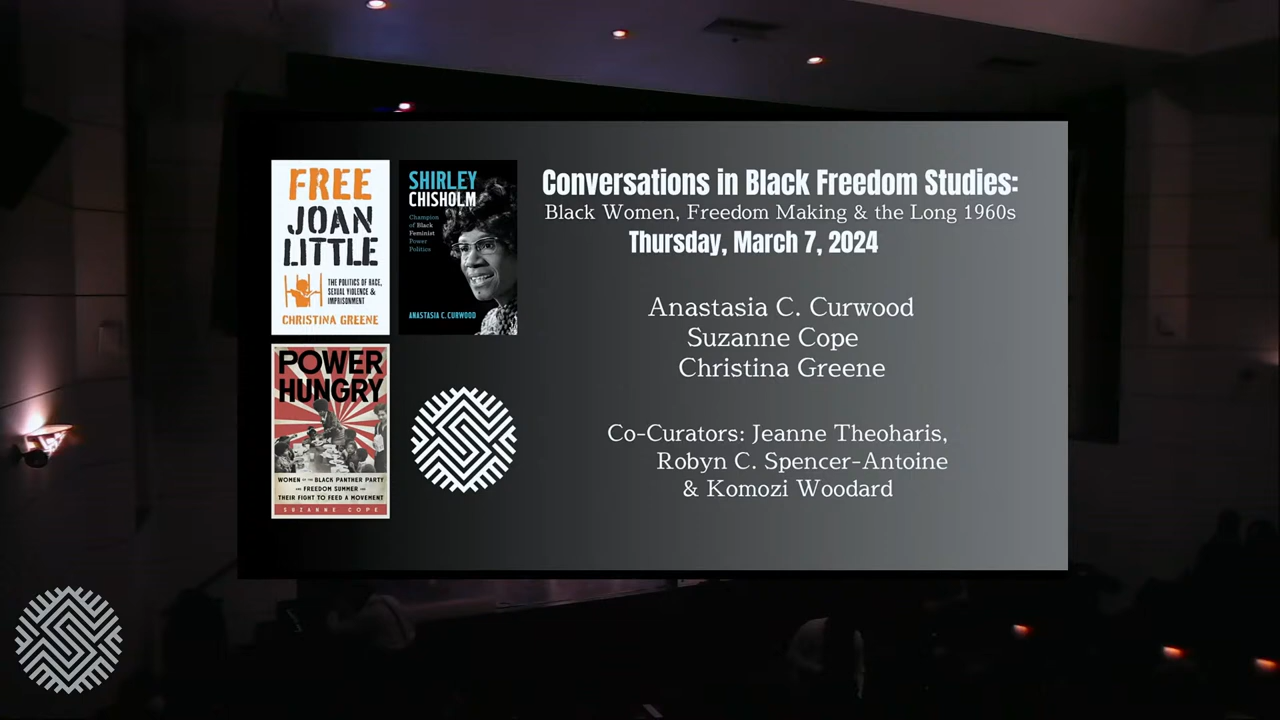 FREE
JOAN
LITTLE
THE POLITICS OF RACE,
SEXUAL VIOLENCE &
IMPRISONMENT
CHRISTINA GREENE
SHIRLEY
CHISHOLM
Champion
of Black
Feminist
Power
Politics
ANASTASIA C. CURWOOD
POWER
HUNGRY
WOMEN OF THE BLACK PANTHER PARTY
AND FREEDOM SUMMER AND
THEIR FIGHT TO FEED A MOVEMENT
SUZANNE COPE
Conversations in Black Freedom Studies:
Black Women, Freedom Making & the Long 1960s
Thursday, March 7, 2024
Anastasia C. Curwood
Suzanne Cope
Christina Greene
Co-Curators: Jeanne Theoharis,
Robyn C. Spencer-Antoine
& Komozi Woodard